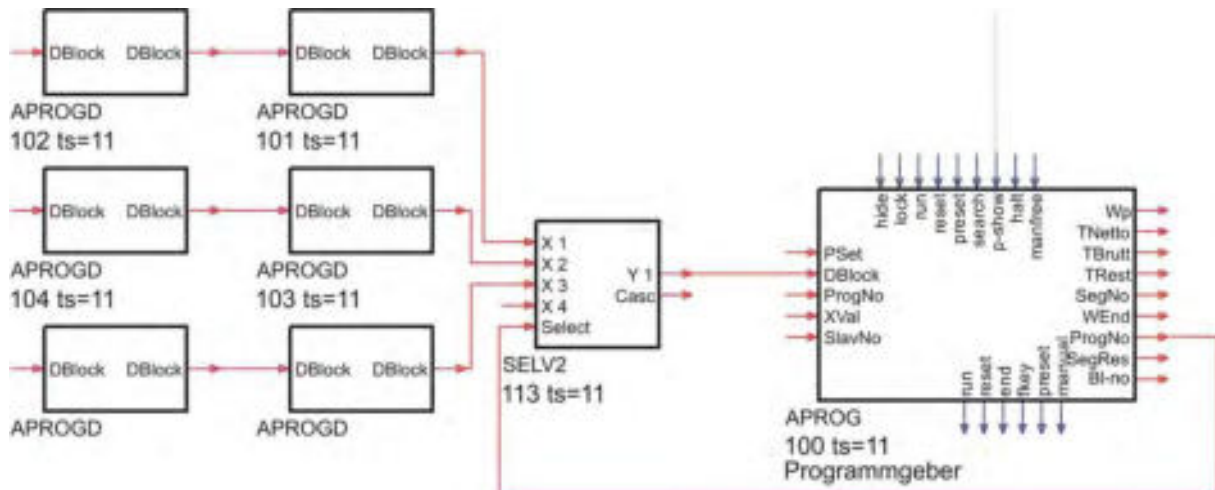 DBlock DBlock
DBlock DBlock
APROGD
102 ts=11
APROGD
101 ts=11
DBlock DBlock
DBlock DBlock
APROGD
104 ts=11
APROGD
103 ts=11
DBlock DBlock
DBlock DBlock
APROGD
APROGD
X 1
X 2
X 3
X 4
Select
Y 1
Casc
SELV2
113 ts=11
hide
lock
run
reset
preset
search
p-show
halt
manfree
PSet
DBlock
ProgNo
XVal
SlavNo
Wp
TNetto
TBrutt
TRest
SegNo
WEnd
ProgNo
SegRes
Bl-no
run
reset
end
fkey
preset
manual
APROG
100 ts=11
Programmgeber